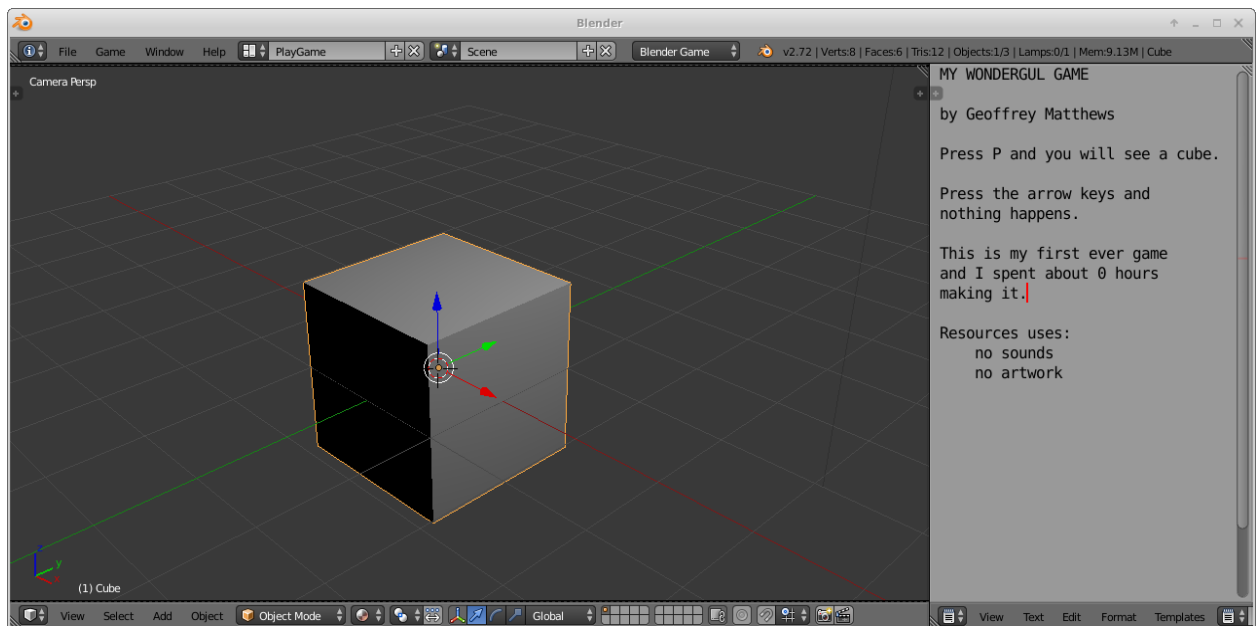 Blender
File Game Window Help PlayGame Scene Blender Game v2.72 | Verts:8 | Faces:6 | Tris:12 | Objects:1/3 | Lamps:0/1 | Mem:9.13M | Cube
Camera Persp
(1) Cube
View Select Add Object Object Mode Global
MY WONDERGUL GAME
by Geoffrey Matthews
Press P and you will see a cube.
Press the arrow keys and
nothing happens.
This is my first ever game
and I spent about 0 hours
making it.
Resources uses:
no sounds
no artwork
View Text Edit Format Templates